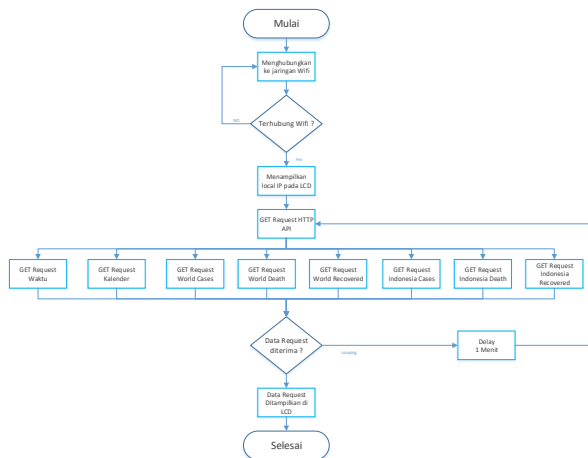 Mulai
Menghubungkan
ke jaringan Wifi
Terhubung Wifi ?
No
Yes
Menampilkan
local IP pada LCD
GET Request HTTP
API
GET Request
Waktu
GET Request
Kalender
GET Request
World Cases
GET Request
World Death
GET Request
World Recovered
GET Request
Indonesia Cases
GET Request
Indonesia Death
GET Request
Indonesia
Recovered
Data Request
diterima ?
Looping
Delay
1 Menit
Data Request
Ditampilkan di
LCD
Selesai